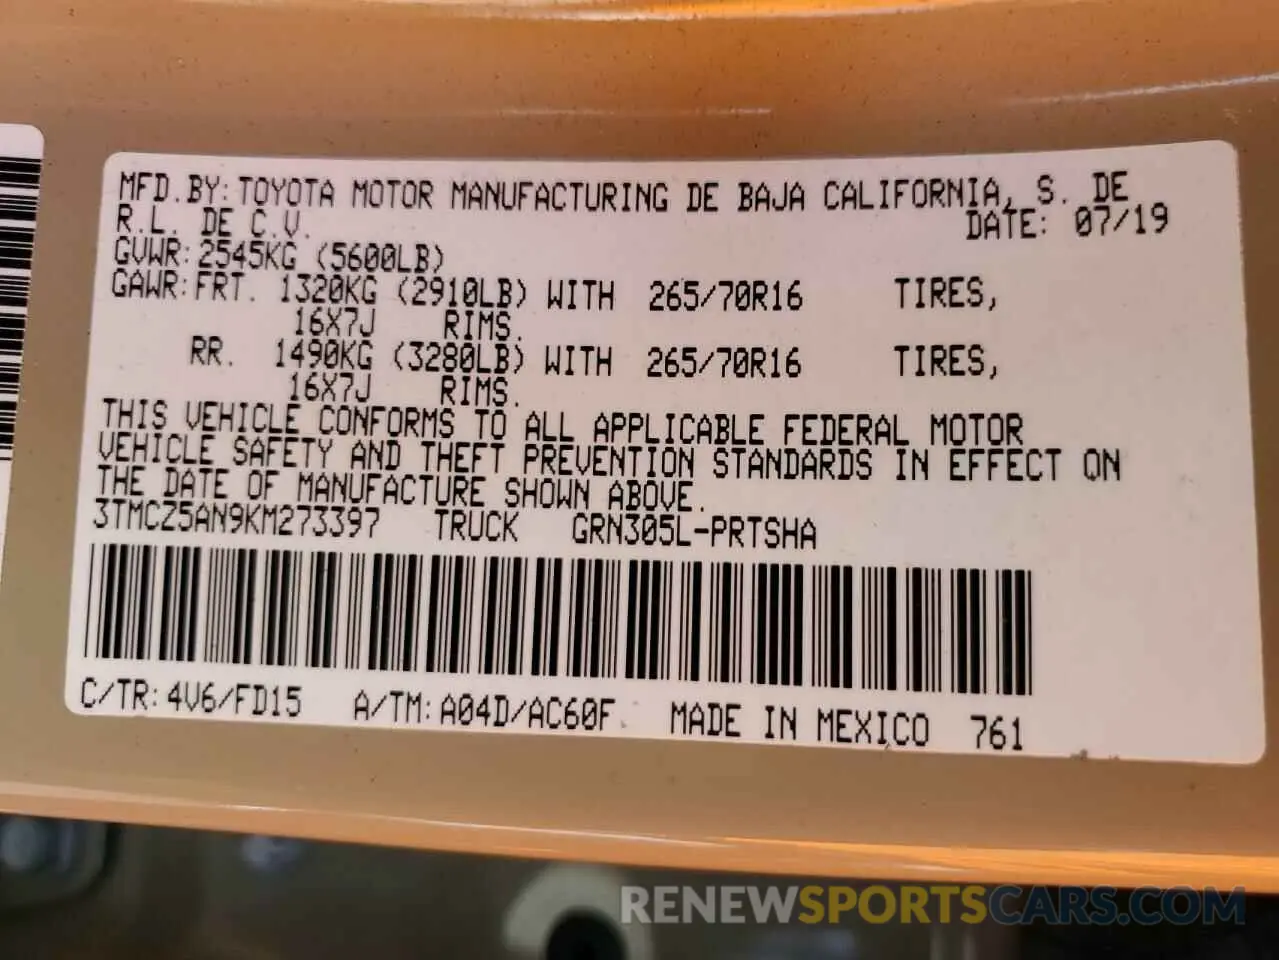 MFD.BY:TOYOTA MOTOR MANUFACTURING DE BAJA CALIFORNIA, S. DE
R.L. DE C.V. DATE: 07/19
GVWR:2545KG (5600LB)
GAWR:FRT. 1320KG (2910LB) WITH 265/70R16 TIRES,
16X7J RIMS.
RR. 1490KG (3280LB) WITH 265/70R16 TIRES,
16X7J RIMS.
THIS VEHICLE CONFORMS TO ALL APPLICABLE FEDERAL MOTOR
VEHICLE SAFETY AND THEFT PREVENTION STANDARDS IN EFFECT ON
THE DATE OF MANUFACTURE SHOWN ABOVE.
3TMCZ5AN9KM273397 TRUCK GRN305L-PRTSHA
C/TR:4V6/FD15 A/TM:A04D/AC60F MADE IN MEXICO 761
RENEWSPORTSCARS.COM